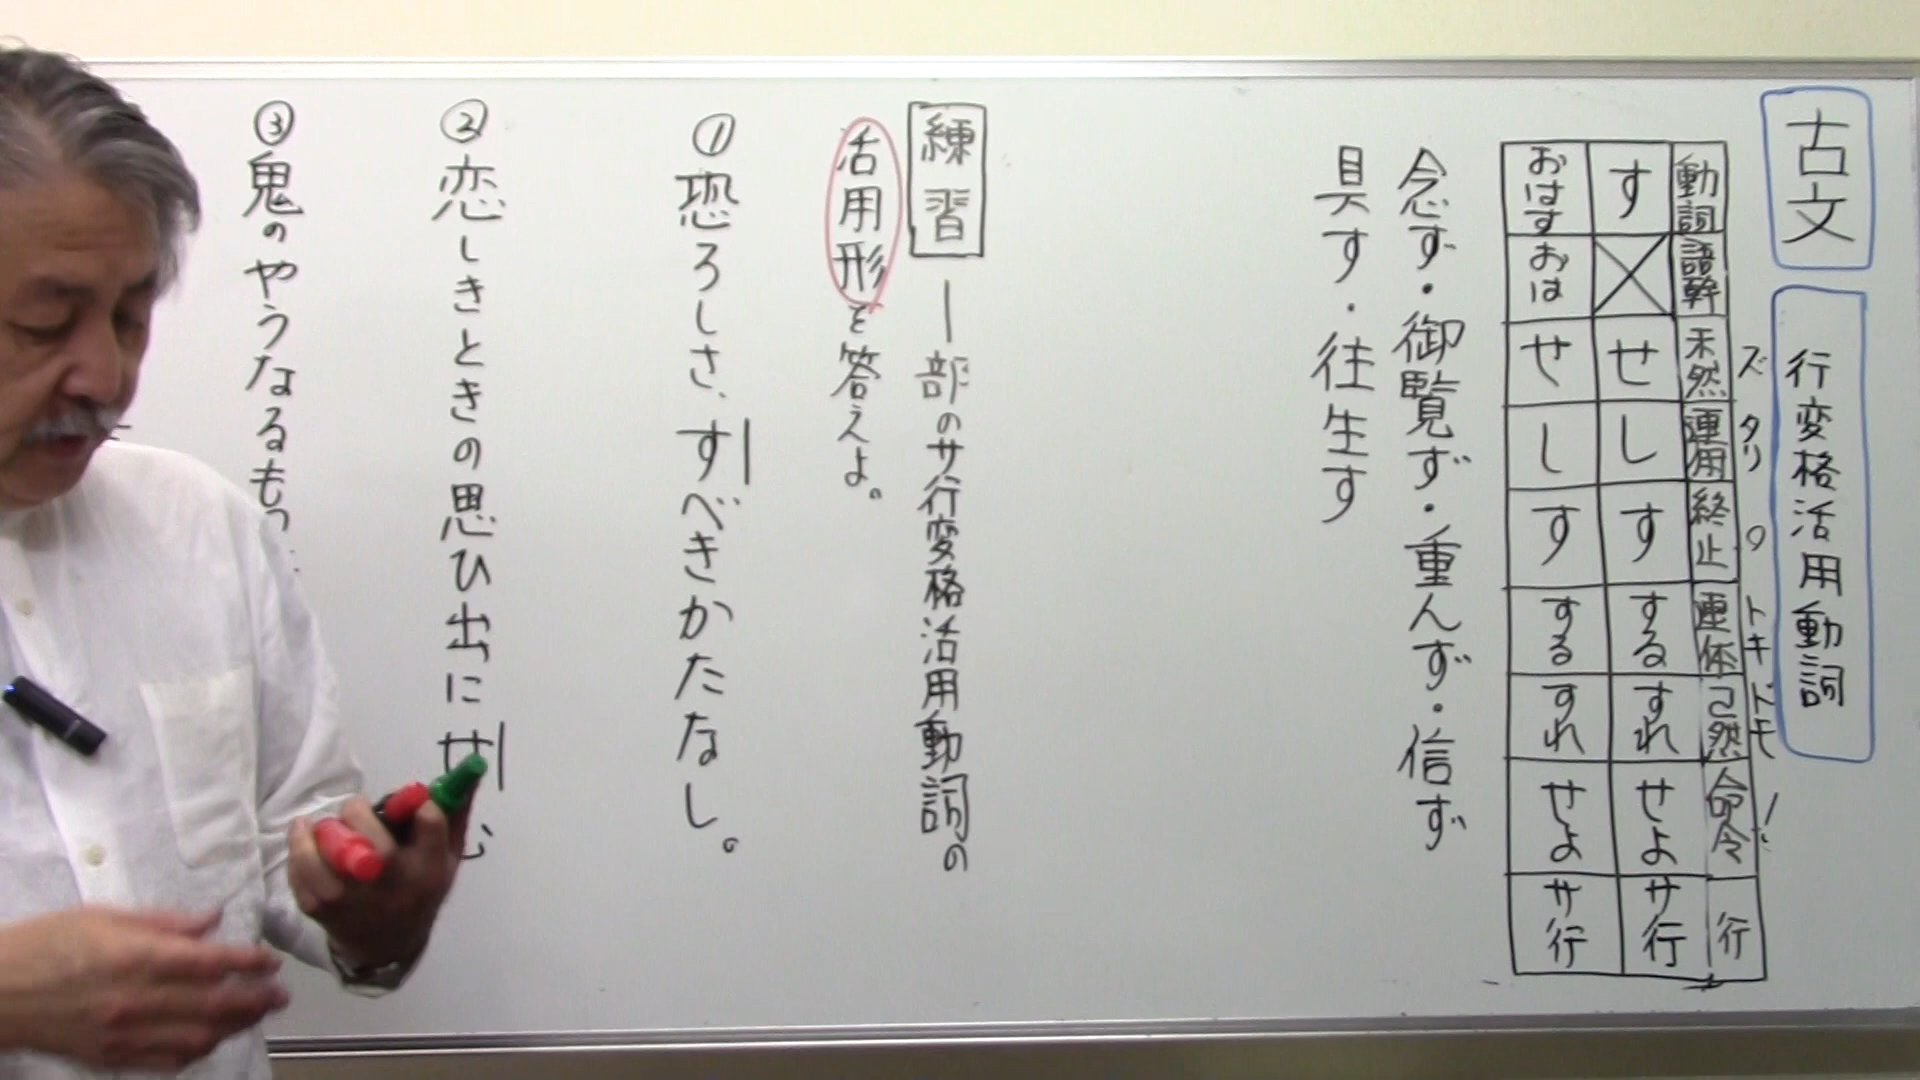 古文
行変格活用動詞
ズ タリ 。 トキ ドモ ！
動詞 語幹 未然 連用 終止 連体 已然 命令 行
す せ し す する すれ せよ サ行
おはす おは せ し す する すれ せよ サ行
念ず・御覧ず・重んず・信ず
具す・往生す
練習 ―部のサ行変格活用動詞の
活用形を答えよ。
① 恐ろしさ、すべきかたなし。
② 恋しきときの思ひ出にせ
③ 鬼のやうなるも